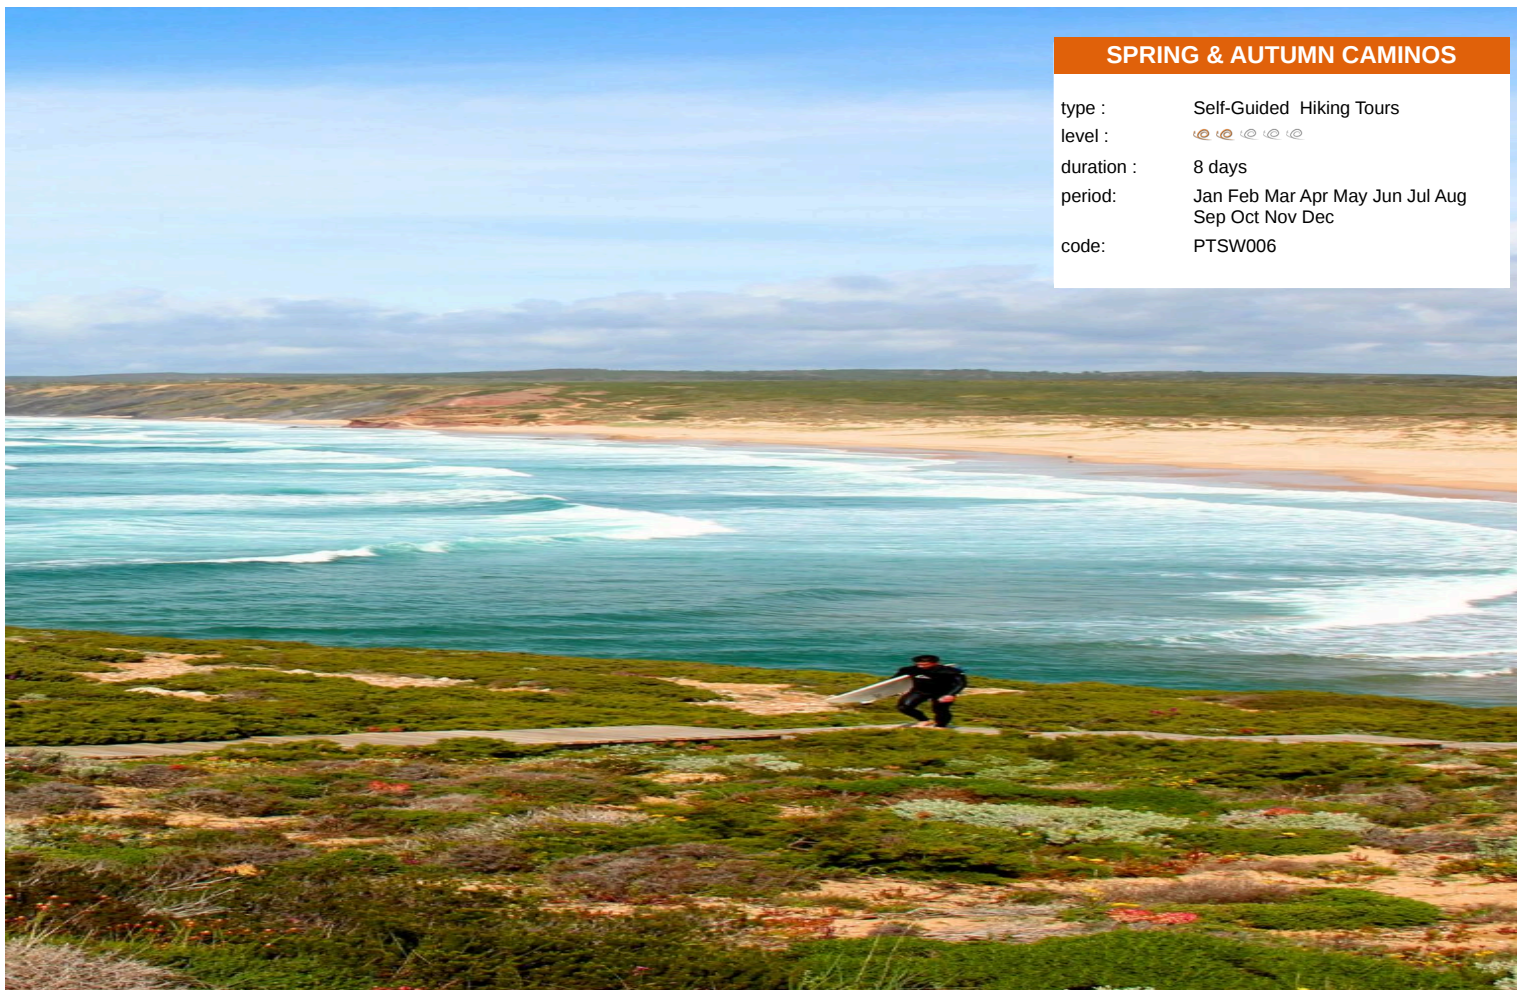 SPRING & AUTUMN CAMINOS
type : Self-Guided  Hiking Tours
level :
duration : 8 days
period: Jan Feb Mar Apr May Jun Jul Aug
Sep Oct Nov Dec
code: PTSW006